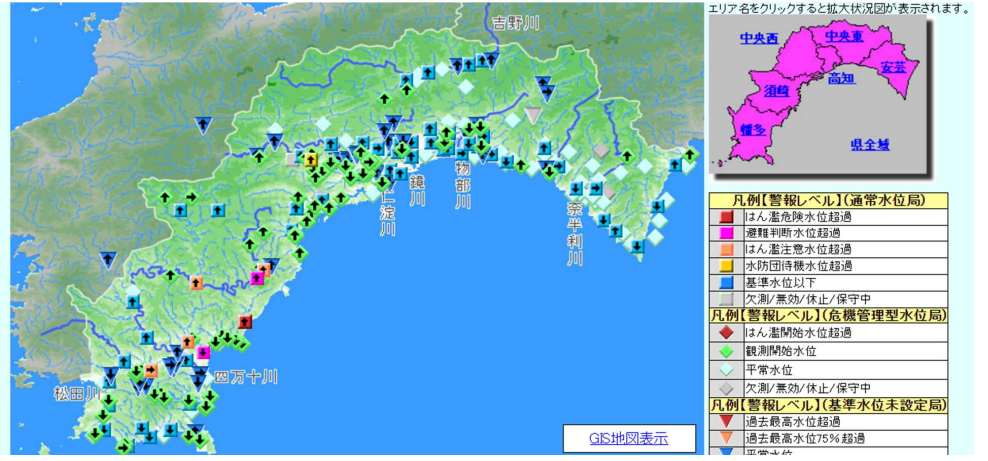 エリア名をクリックすると拡大状況図が表示されます。
吉野川
仁淀川
鏡川
物部川
奈半利川
四万十川
松田川
GIS地図表示
中央西
中央東
安芸
高知
須崎
幡多
県全域
凡例【警報レベル】(通常水位局)
はん濫危険水位超過
避難判断水位超過
はん濫注意水位超過
水防団待機水位超過
基準水位以下
欠測/無効/休止/保守中
凡例【警報レベル】(危機管理型水位局)
はん濫開始水位超過
観測開始水位
平常水位
欠測/無効/休止/保守中
凡例【警報レベル】(基準水位未設定局)
過去最高水位超過
過去最高水位75%超過
平常水位